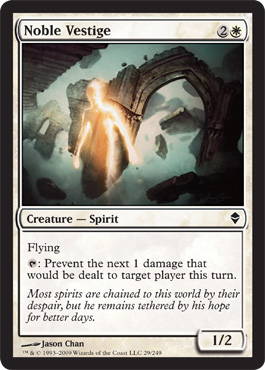 Noble Vestige 2
Creature — Spirit
Flying
: Prevent the next 1 damage that
would be dealt to target player this turn.
Most spirits are chained to this world by their
despair, but he remains tethered by his hope
for better days.
Jason Chan
1/2
™ & © 1993-2009 Wizards of the Coast LLC 29/249